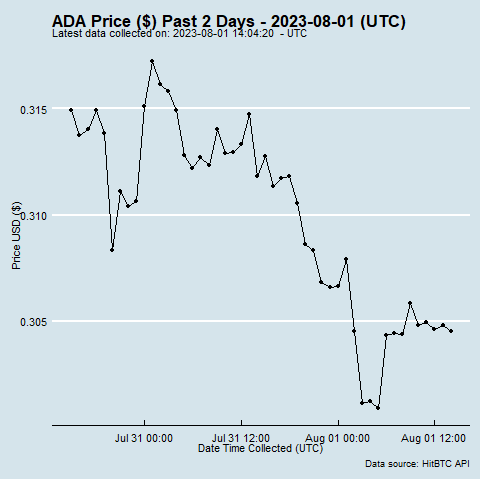 ADA Price ($) Past 2 Days - 2023-08-01 (UTC)
Latest data collected on: 2023-08-01 14:04:20 - UTC
0.315
0.310
0.305
Price USD ($)
Jul 31 00:00 Jul 31 12:00 Aug 01 00:00 Aug 01 12:00
Date Time Collected (UTC)
Data source: HitBTC API